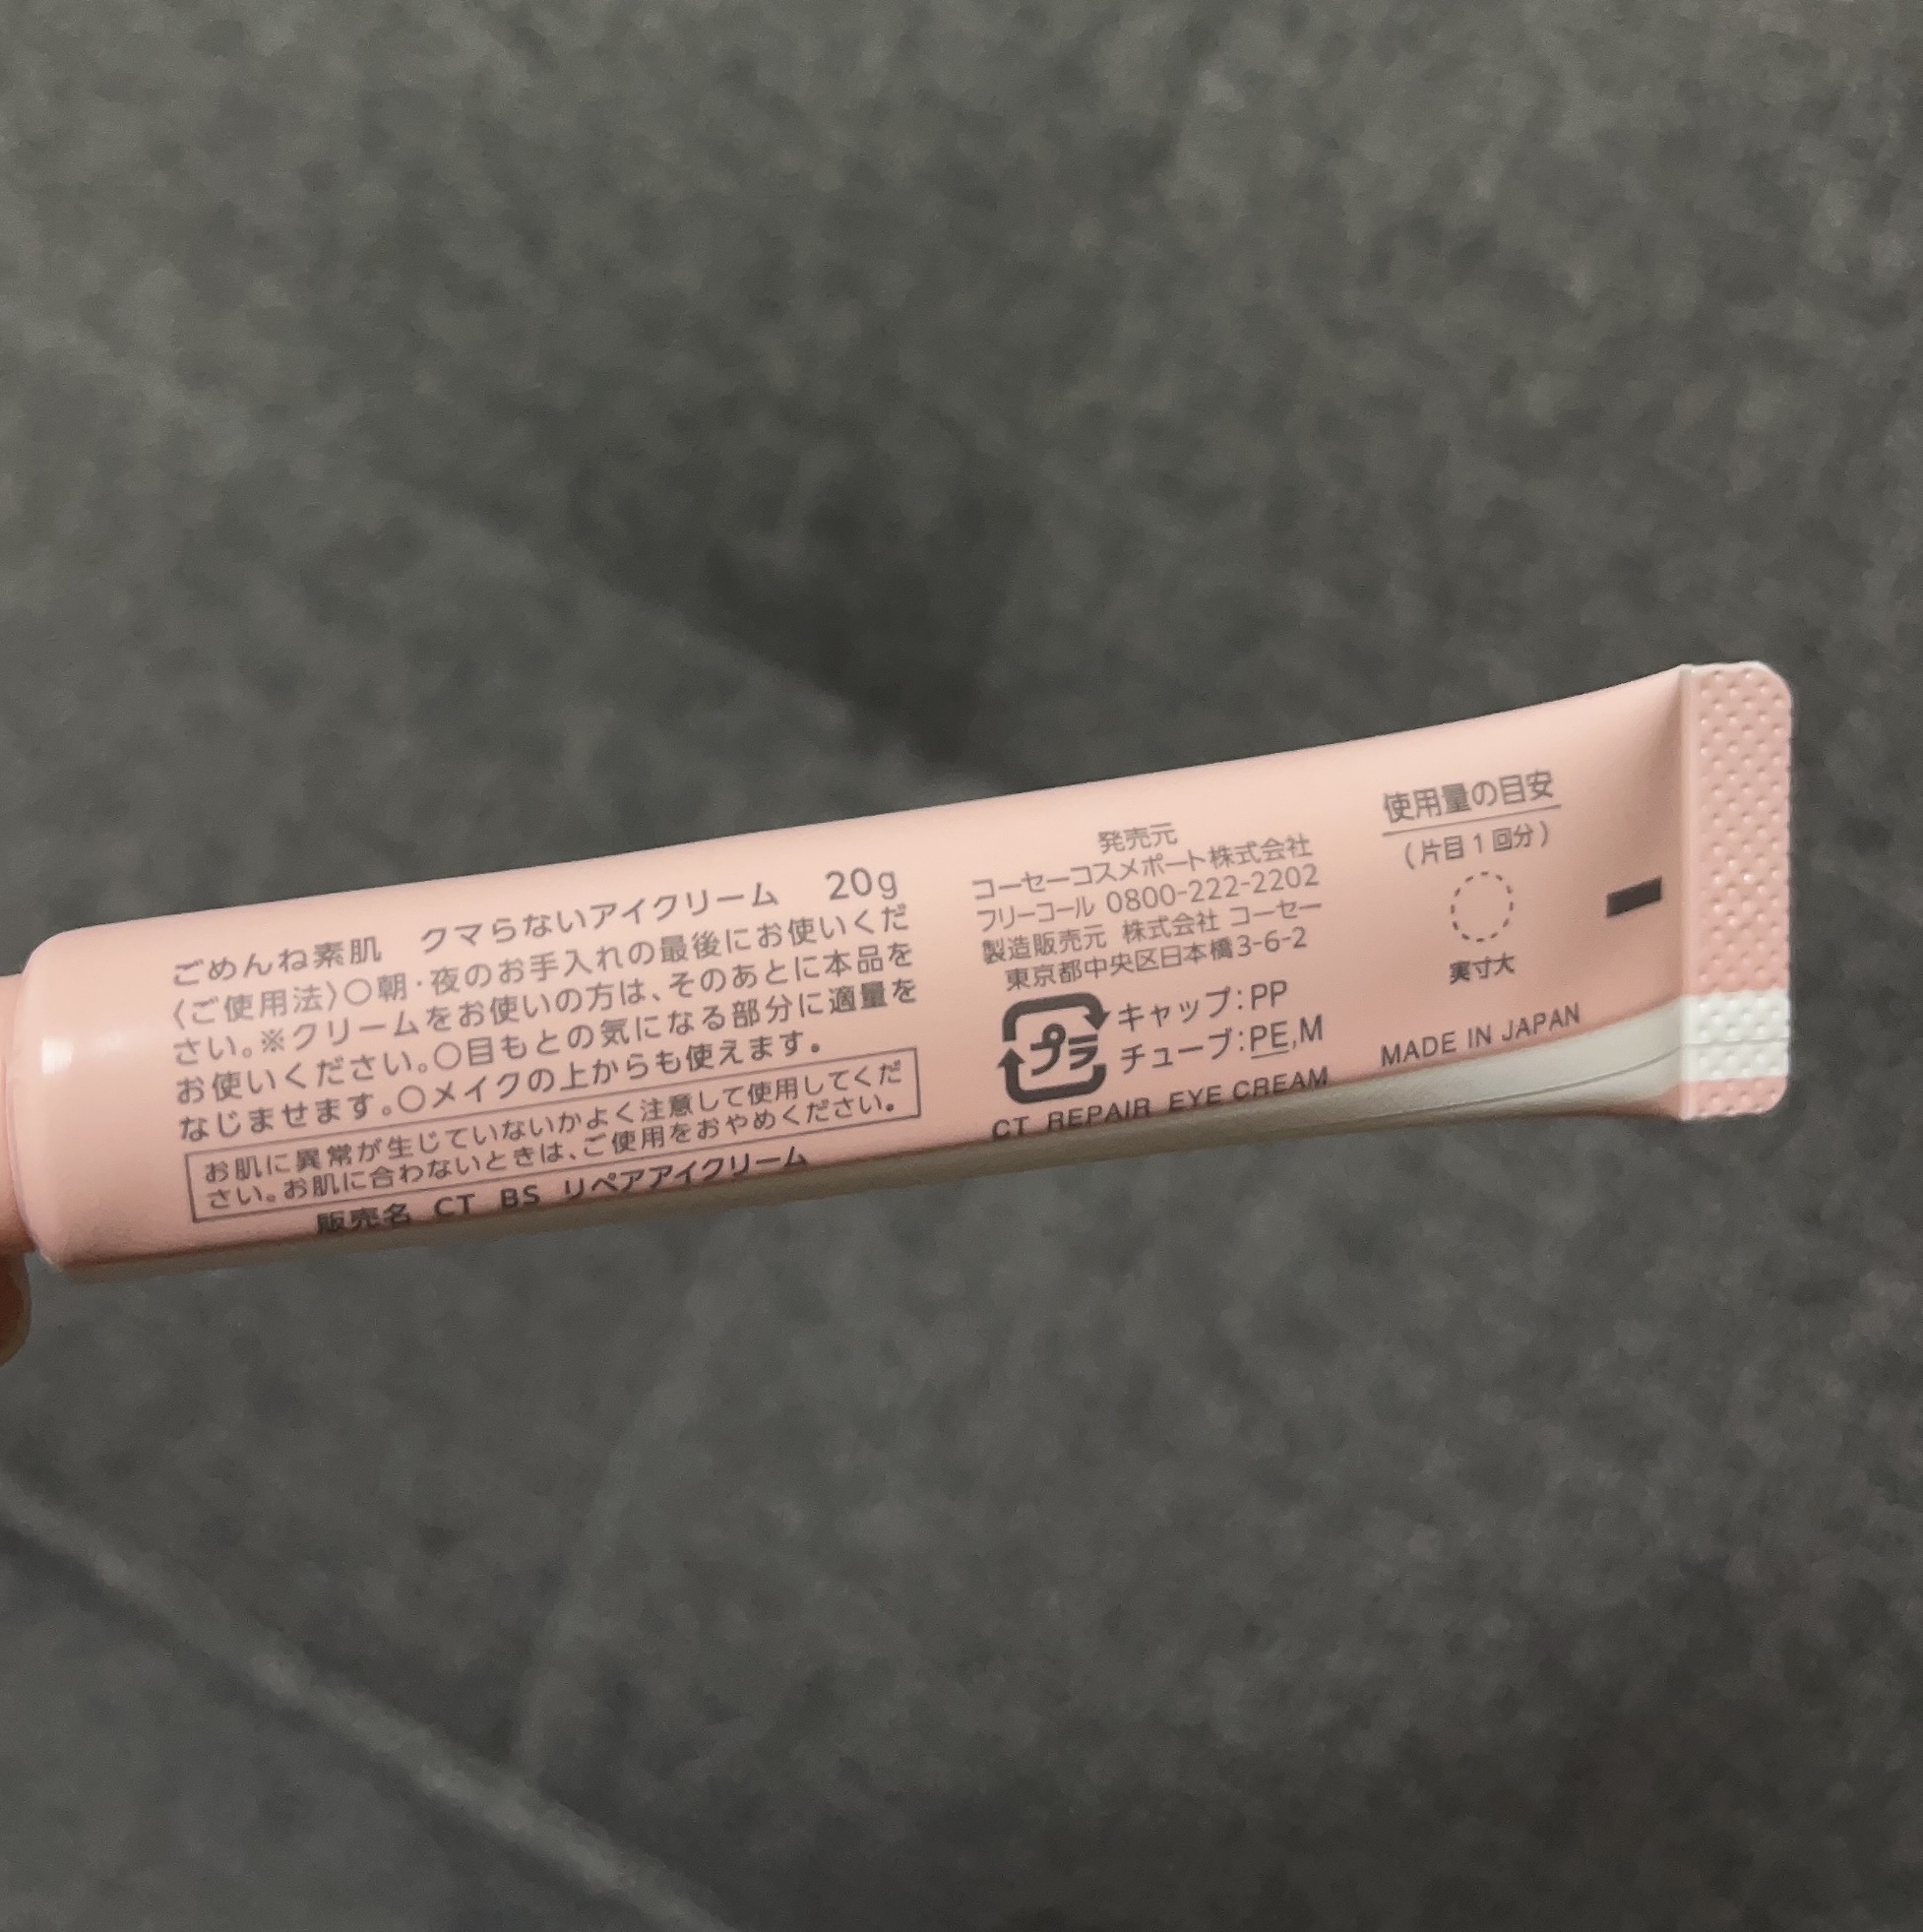 ごめんね素肌 クマらないアイクリーム 20g
〈ご使用法〉○朝・夜のお手入れの最後にお使いくだ
さい。※クリームをお使いの方は、そのあとに本品を
お使いください。○目もとの気になる部分に適量を
なじませます。○メイクの上からも使えます。
お肌に異常が生じていないかよく注意して使用してくだ
さい。お肌に合わないときは、ご使用をおやめください。
販売名 CT BS リペアアイクリーム
発売元
コーセーコスメポート株式会社
フリーコール 0800-222-2202
製造販売元 株式会社 コーセー
東京都中央区日本橋3-6-2
プラ
キャップ:PP
チューブ:PE,M
CT REPAIR EYE CREAM
使用量の目安
(片目1回分)
実寸大
MADE IN JAPAN